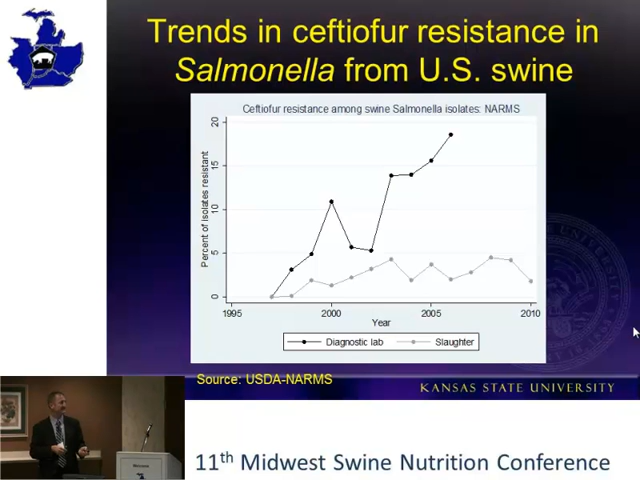 Trends in ceftiofur resistance in
Salmonella from U.S. swine
Ceftiofur resistance among swine Salmonella isolates: NARMS
Percent of isolates resistant
20
15
10
5
0
1995
2000
2005
2010
Year
Diagnostic lab
Slaughter
Source: USDA-NARMS
KANSAS STATE UNIVERSITY
11th Midwest Swine Nutrition Conference